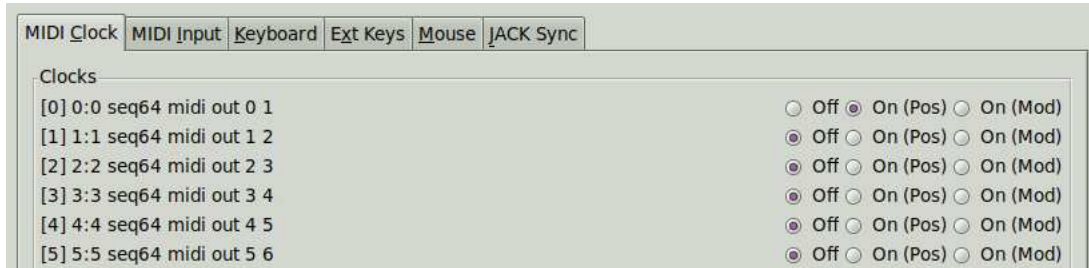 MIDI Clock MIDI Input Keyboard Ext Keys Mouse JACK Sync
Clocks
[0] 0:0 seq64 midi out 0 1 Off On (Pos) On (Mod)
[1] 1:1 seq64 midi out 1 2 Off On (Pos) On (Mod)
[2] 2:2 seq64 midi out 2 3 Off On (Pos) On (Mod)
[3] 3:3 seq64 midi out 3 4 Off On (Pos) On (Mod)
[4] 4:4 seq64 midi out 4 5 Off On (Pos) On (Mod)
[5] 5:5 seq64 midi out 5 6 Off On (Pos) On (Mod)